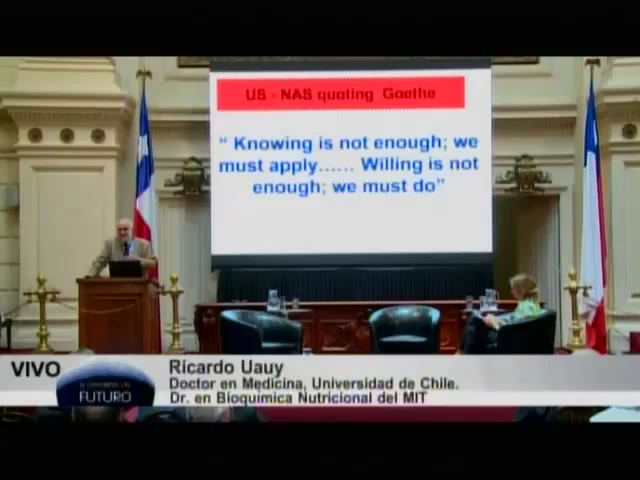 US - NAS quoting Goethe
“ Knowing is not enough; we
must apply...... Willing is not
enough; we must do”
VIVO
FUTURO
Ricardo Uauy
Doctor en Medicina, Universidad de Chile.
Dr. en Bioquímica Nutricional del MIT